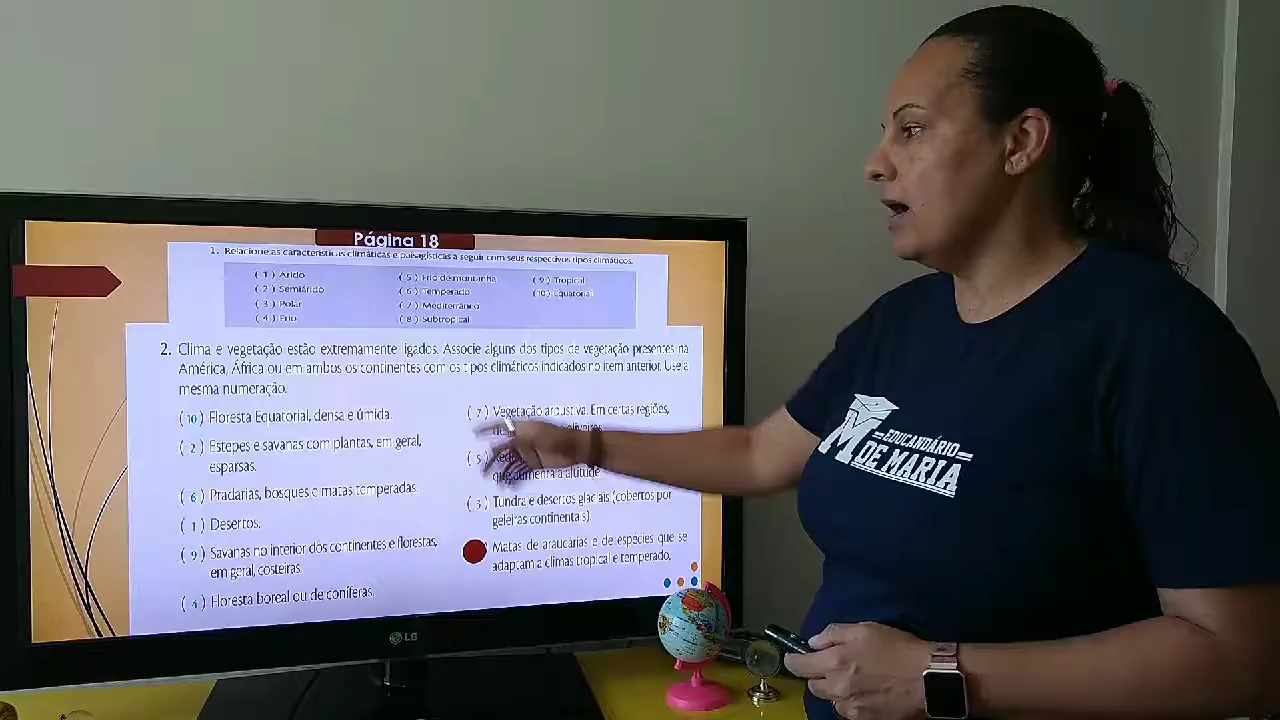 Página 18
1. Relacione as características climáticas e paisagísticas a seguir com seus respectivos tipos climáticos.
( 1 ) Árido
( 2 ) Semiárido
( 3 ) Polar
( 4 ) Frio
( 5 ) Frio de montanha
( 6 ) Temperado
( 7 ) Mediterrâneo
( 8 ) Subtropical
( 9 ) Tropical
( 10 ) Equatorial
2. Clima e vegetação estão extremamente ligados. Associe alguns dos tipos de vegetação presentes na
América, África ou em ambos os continentes com os tipos climáticos indicados no item anterior. Use a
mesma numeração.
( 10 ) Floresta Equatorial, densa e úmida.
( 2 ) Estepes e savanas com plantas, em geral,
esparsas.
( 6 ) Pradarias, bosques e matas temperadas.
( 1 ) Desertos.
( 9 ) Savanas no interior dos continentes e florestas,
em geral, costeiras.
( 4 ) Floresta boreal ou de coníferas.
( 7 ) Vegetação arbustiva. Em certas regiões,
oliveiras.
( 5 )
que aumenta a altitude
( 3 ) Tundra e desertos glaciais (cobertos por
geleiras continentais).
Matas de araucárias e de espécies que se
adaptam a climas tropical e temperado.
LG
EDUCANDÁRIO
M DE MARIA